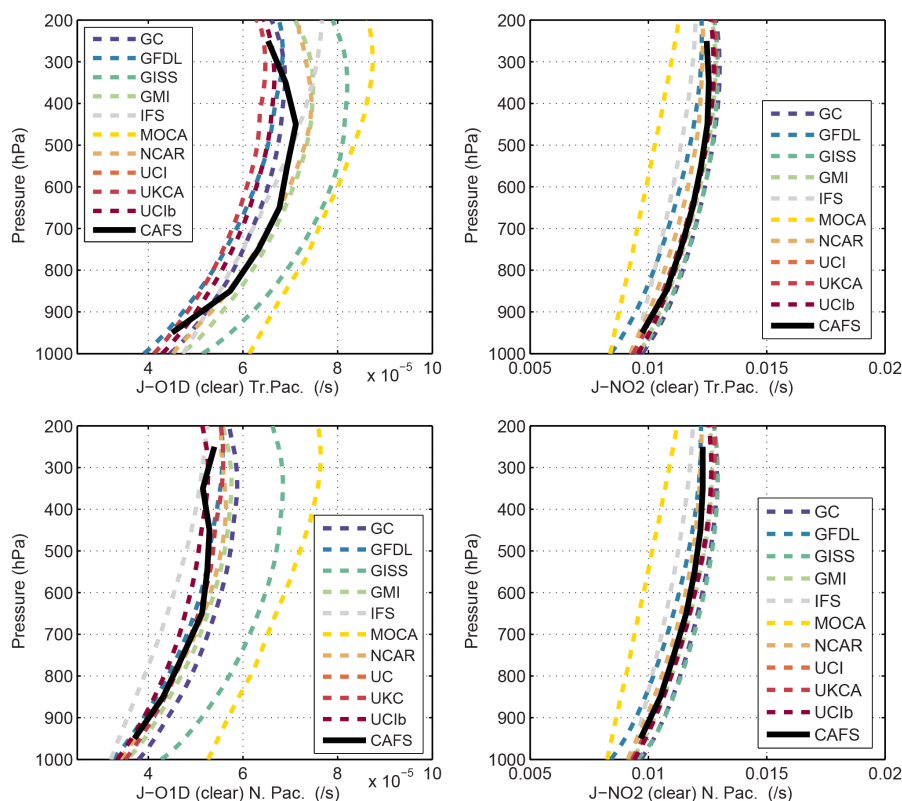 200
300
400
500
600
700
800
900
1000
Pressure (hPa)
GC
GFDL
GISS
GMI
IFS
MOCA
NCAR
UCI
UKCA
UCIb
CAFS
4 6 8 10
J−O1D (clear) Tr.Pac. (/s) x 10 -5
200
300
400
500
600
700
800
900
1000
Pressure (hPa)
GC
GFDL
GISS
GMI
IFS
MOCA
NCAR
UCI
UKCA
UCIb
CAFS
0.005 0.01 0.015 0.02
J−NO2 (clear) Tr.Pac. (/s)
200
300
400
500
600
700
800
900
1000
Pressure (hPa)
GC
GFDL
GISS
GMI
IFS
MOCA
NCAR
UC
UKC
UCIb
CAFS
4 6 8 10
J−O1D (clear) N. Pac. (/s) x 10 -5
200
300
400
500
600
700
800
900
1000
Pressure (hPa)
GC
GFDL
GISS
GMI
IFS
MOCA
NCAR
UCI
UKCA
UCIb
CAFS
0.005 0.01 0.015 0.02
J−NO2 (clear) N. Pac. (/s)